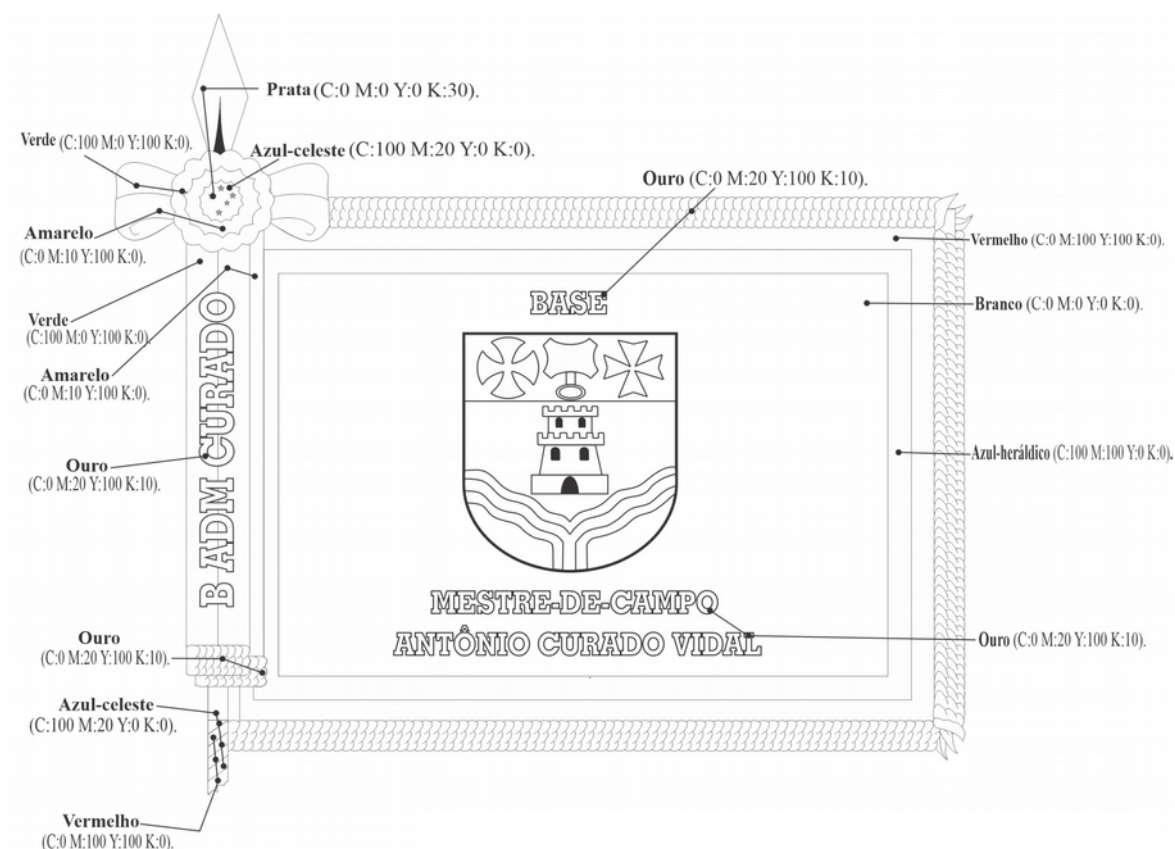 Prata (C:0 M:0 Y:0 K:30).
Verde (C:100 M:0 Y:100 K:0).
Azul-celeste (C:100 M:20 Y:0 K:0).
Ouro (C:0 M:20 Y:100 K:10).
Amarelo
(C:0 M:10 Y:100 K:0).
Vermelho (C:0 M:100 Y:100 K:0).
Verde
(C:100 M:0 Y:100 K:0).
Amarelo
(C:0 M:10 Y:100 K:0).
Branco (C:0 M:0 Y:0 K:0).
BASE
B ADM CURADO
Ouro
(C:0 M:20 Y:100 K:10).
Azul-heráldico (C:100 M:100 Y:0 K:0).
MESTRE-DE-CAMPO
ANTÔNIO CURADO VIDAL
Ouro
(C:0 M:20 Y:100 K:10).
Ouro (C:0 M:20 Y:100 K:10).
Azul-celeste
(C:100 M:20 Y:0 K:0).
Vermelho
(C:0 M:100 Y:100 K:0).